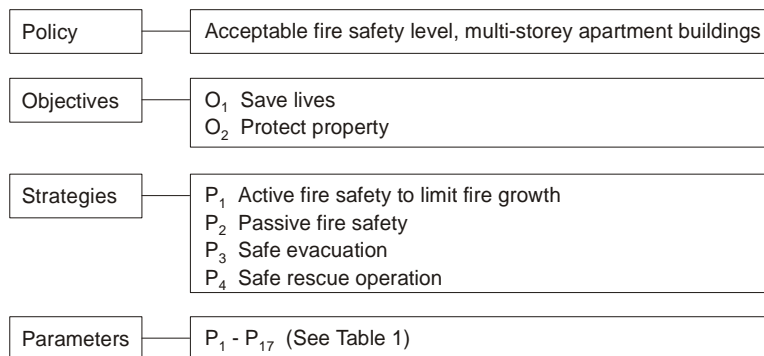 Policy Acceptable fire safety level, multi-storey apartment buildings
Objectives O₁ Save lives
O₂ Protect property
Strategies P₁ Active fire safety to limit fire growth
P₂ Passive fire safety
P₃ Safe evacuation
P₄ Safe rescue operation
Parameters P₁ - P₁₇ (See Table 1)